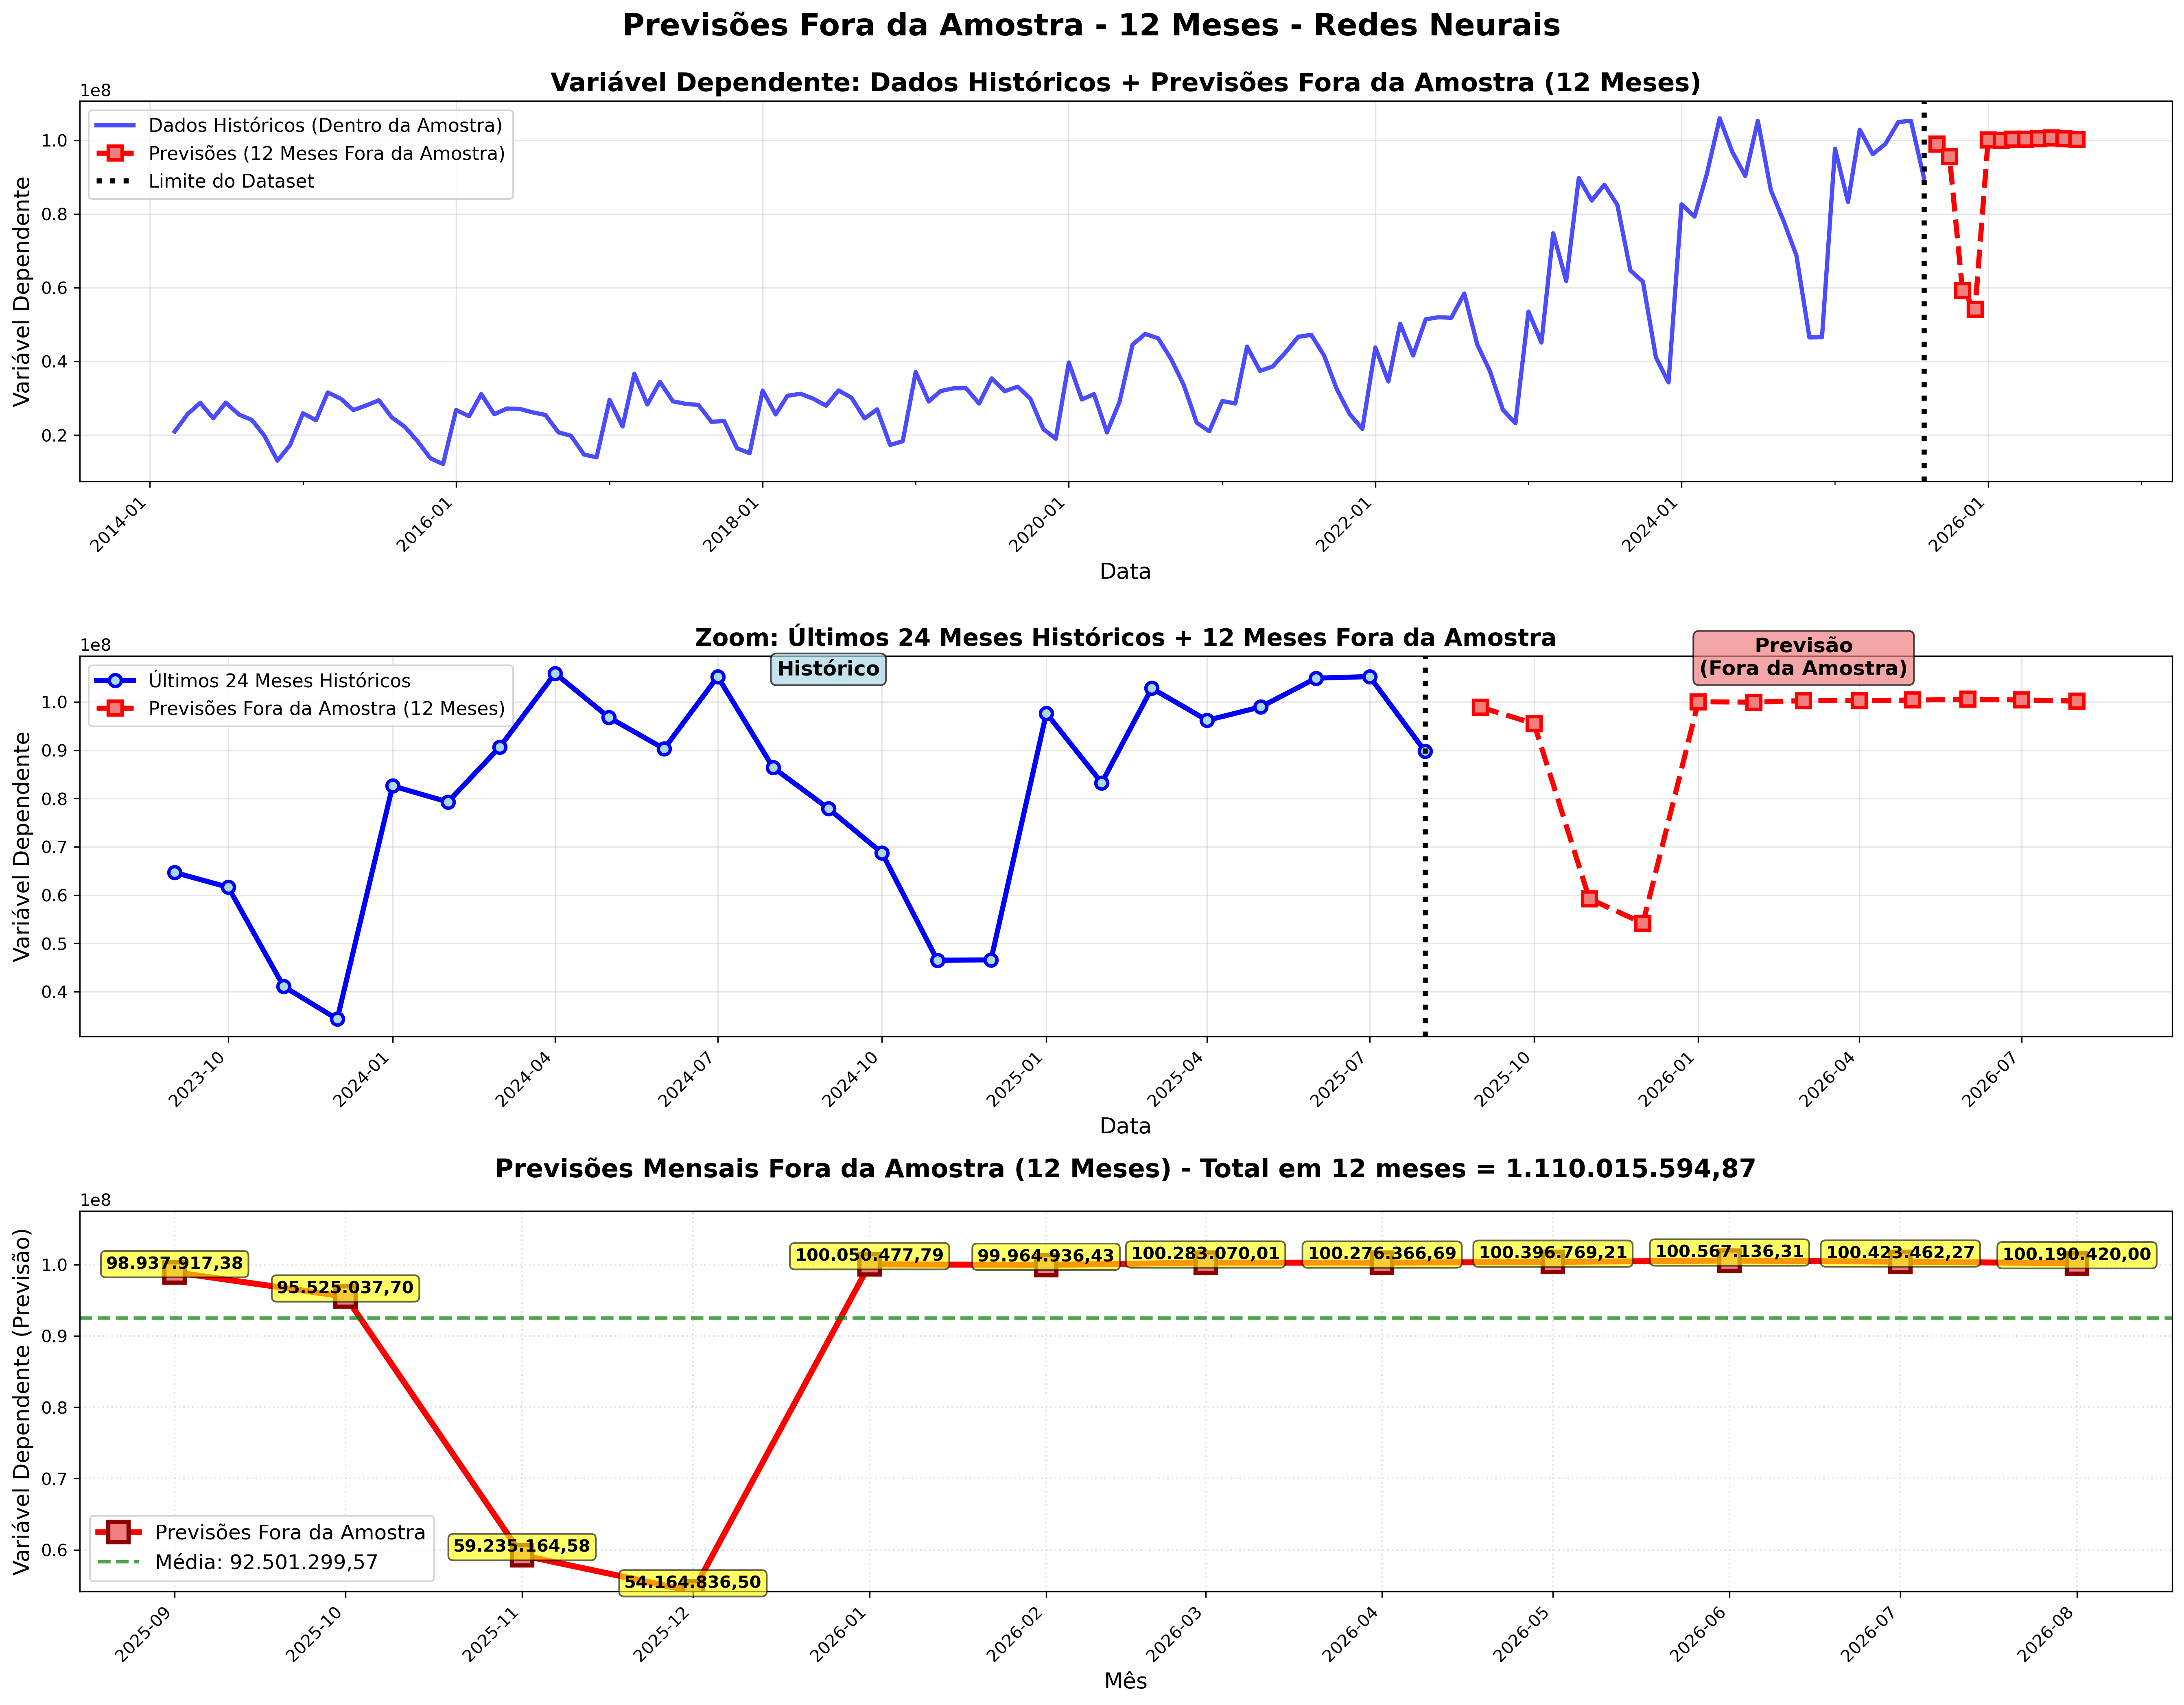 Previsões Fora da Amostra - 12 Meses - Redes Neurais
Variável Dependente: Dados Históricos + Previsões Fora da Amostra (12 Meses)
1e8
Dados Históricos (Dentro da Amostra)
Previsões (12 Meses Fora da Amostra)
Limite do Dataset
Variável Dependente
1.0
0.8
0.6
0.4
0.2
2014-01
2016-01
2018-01
2020-01
2022-01
2024-01
2026-01
Data
Zoom: Últimos 24 Meses Históricos + 12 Meses Fora da Amostra
1e8
Últimos 24 Meses Históricos
Previsões Fora da Amostra (12 Meses)
Histórico
Previsão
(Fora da Amostra)
Variável Dependente
1.0
0.9
0.8
0.7
0.6
0.5
0.4
2023-10
2024-01
2024-04
2024-07
2024-10
2025-01
2025-04
2025-07
2025-10
2026-01
2026-04
2026-07
Data
Previsões Mensais Fora da Amostra (12 Meses) - Total em 12 meses = 1.110.015.594,87
1e8
Variável Dependente (Previsão)
1.0
0.9
0.8
0.7
0.6
98.937.917,38
95.525.037,70
59.235.164,58
54.164.836,50
100.050.477,79
99.964.936,43
100.283.070,01
100.276.366,69
100.396.769,21
100.567.136,31
100.423.462,27
100.190.420,00
Previsões Fora da Amostra
Média: 92.501.299,57
2025-09
2025-10
2025-11
2025-12
2026-01
2026-02
2026-03
2026-04
2026-05
2026-06
2026-07
2026-08
Mês